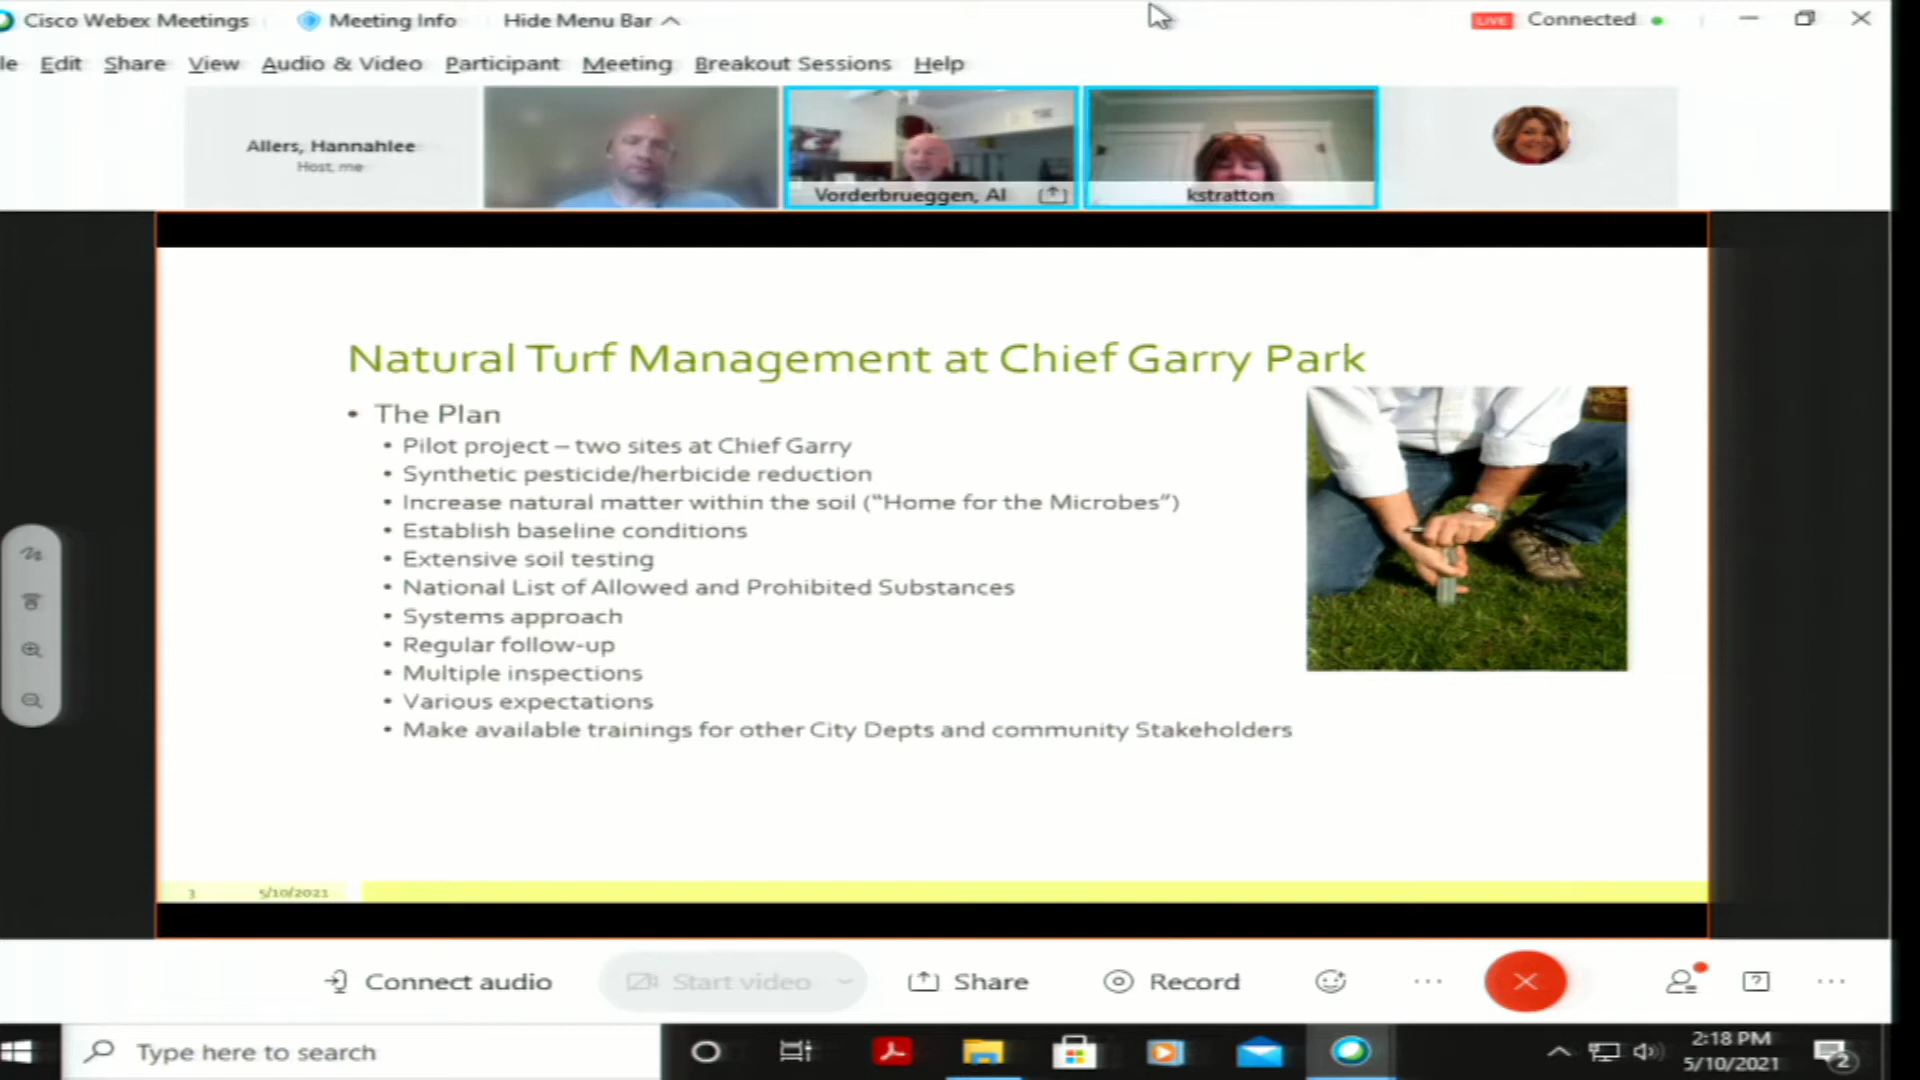 Cisco Webex Meetings
Meeting Info
Hide Menu Bar
LIVE
Connected
le Edit Share View Audio & Video Participant Meeting Breakout Sessions Help
Allers, Hannahlee
Host, me
Vorderbrueggen, Al
kstratton
Natural Turf Management at Chief Garry Park
• The Plan
• Pilot project – two sites at Chief Garry
• Synthetic pesticide/herbicide reduction
• Increase natural matter within the soil (“Home for the Microbes”)
• Establish baseline conditions
• Extensive soil testing
• National List of Allowed and Prohibited Substances
• Systems approach
• Regular follow-up
• Multiple inspections
• Various expectations
• Make available trainings for other City Depts and community Stakeholders
3 5/10/2021
Connect audio
Start video
Share
Record
Type here to search
2:18 PM
5/10/2021
2